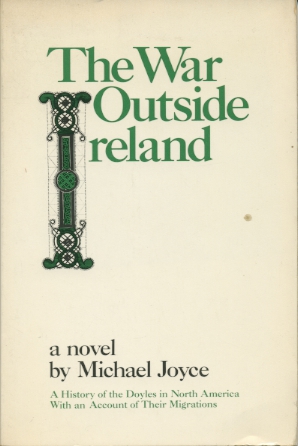 The War
Outside
Ireland
a novel
by Michael Joyce
A History of the Doyles in North America
With an Account of Their Migrations